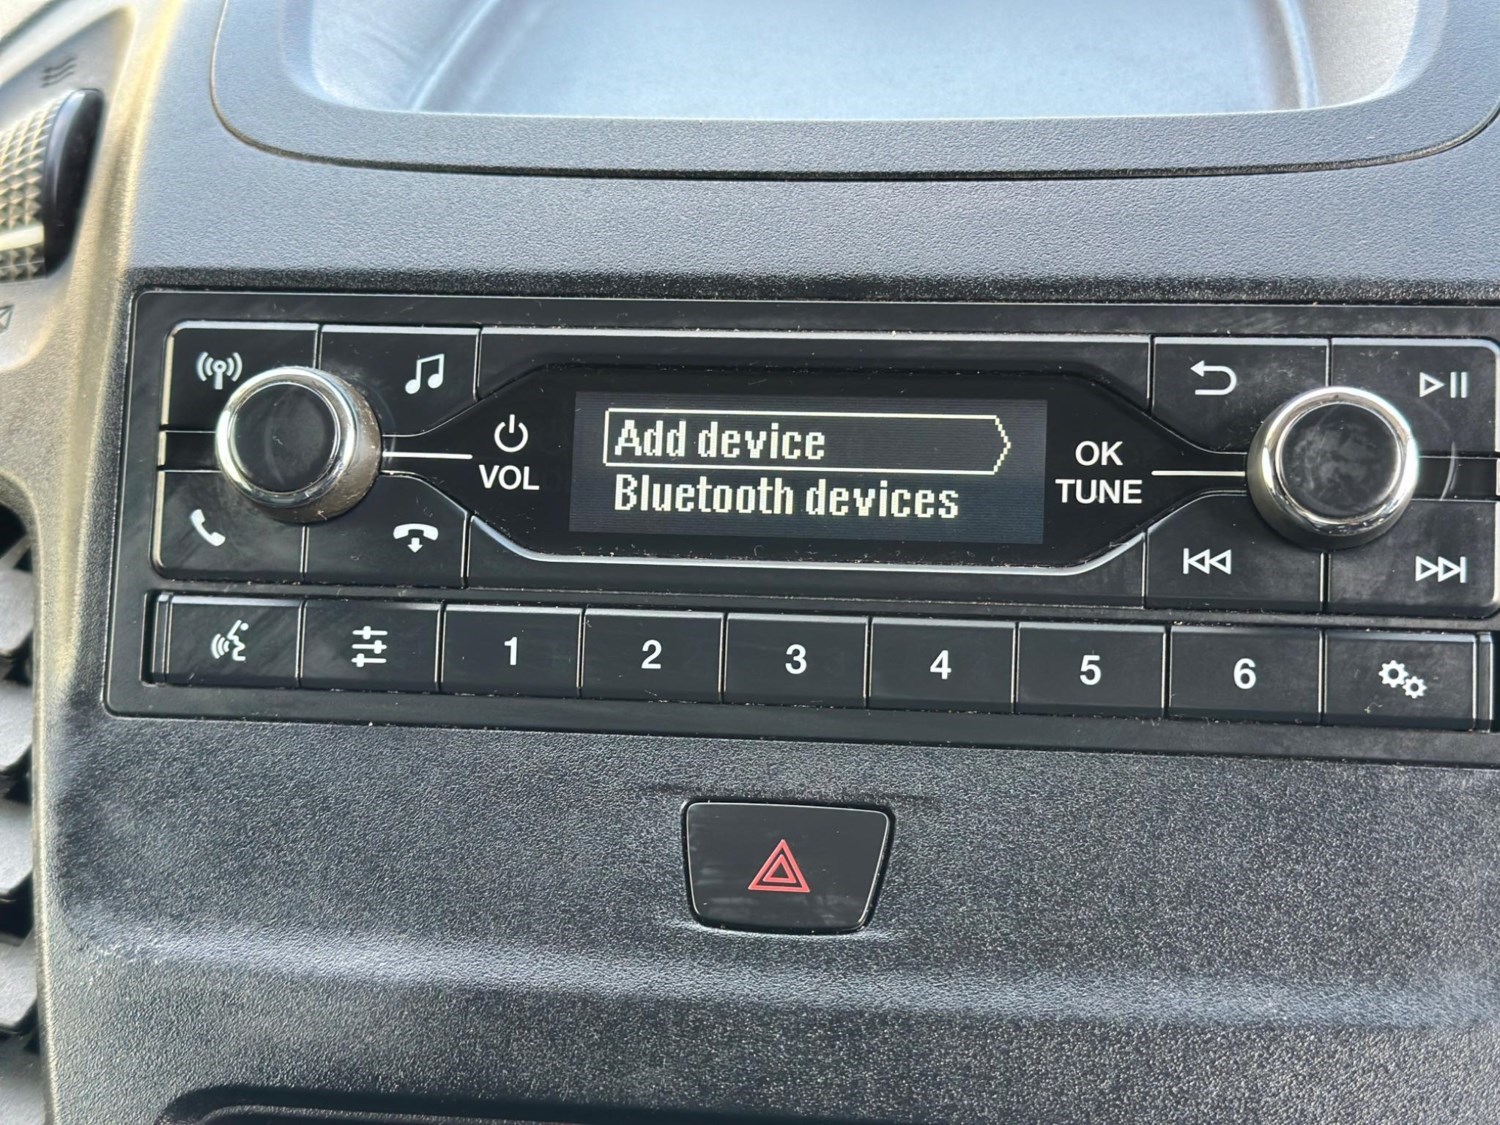 Add device
Bluetooth devices
VOL
OK
TUNE
1 2 3 4 5 6